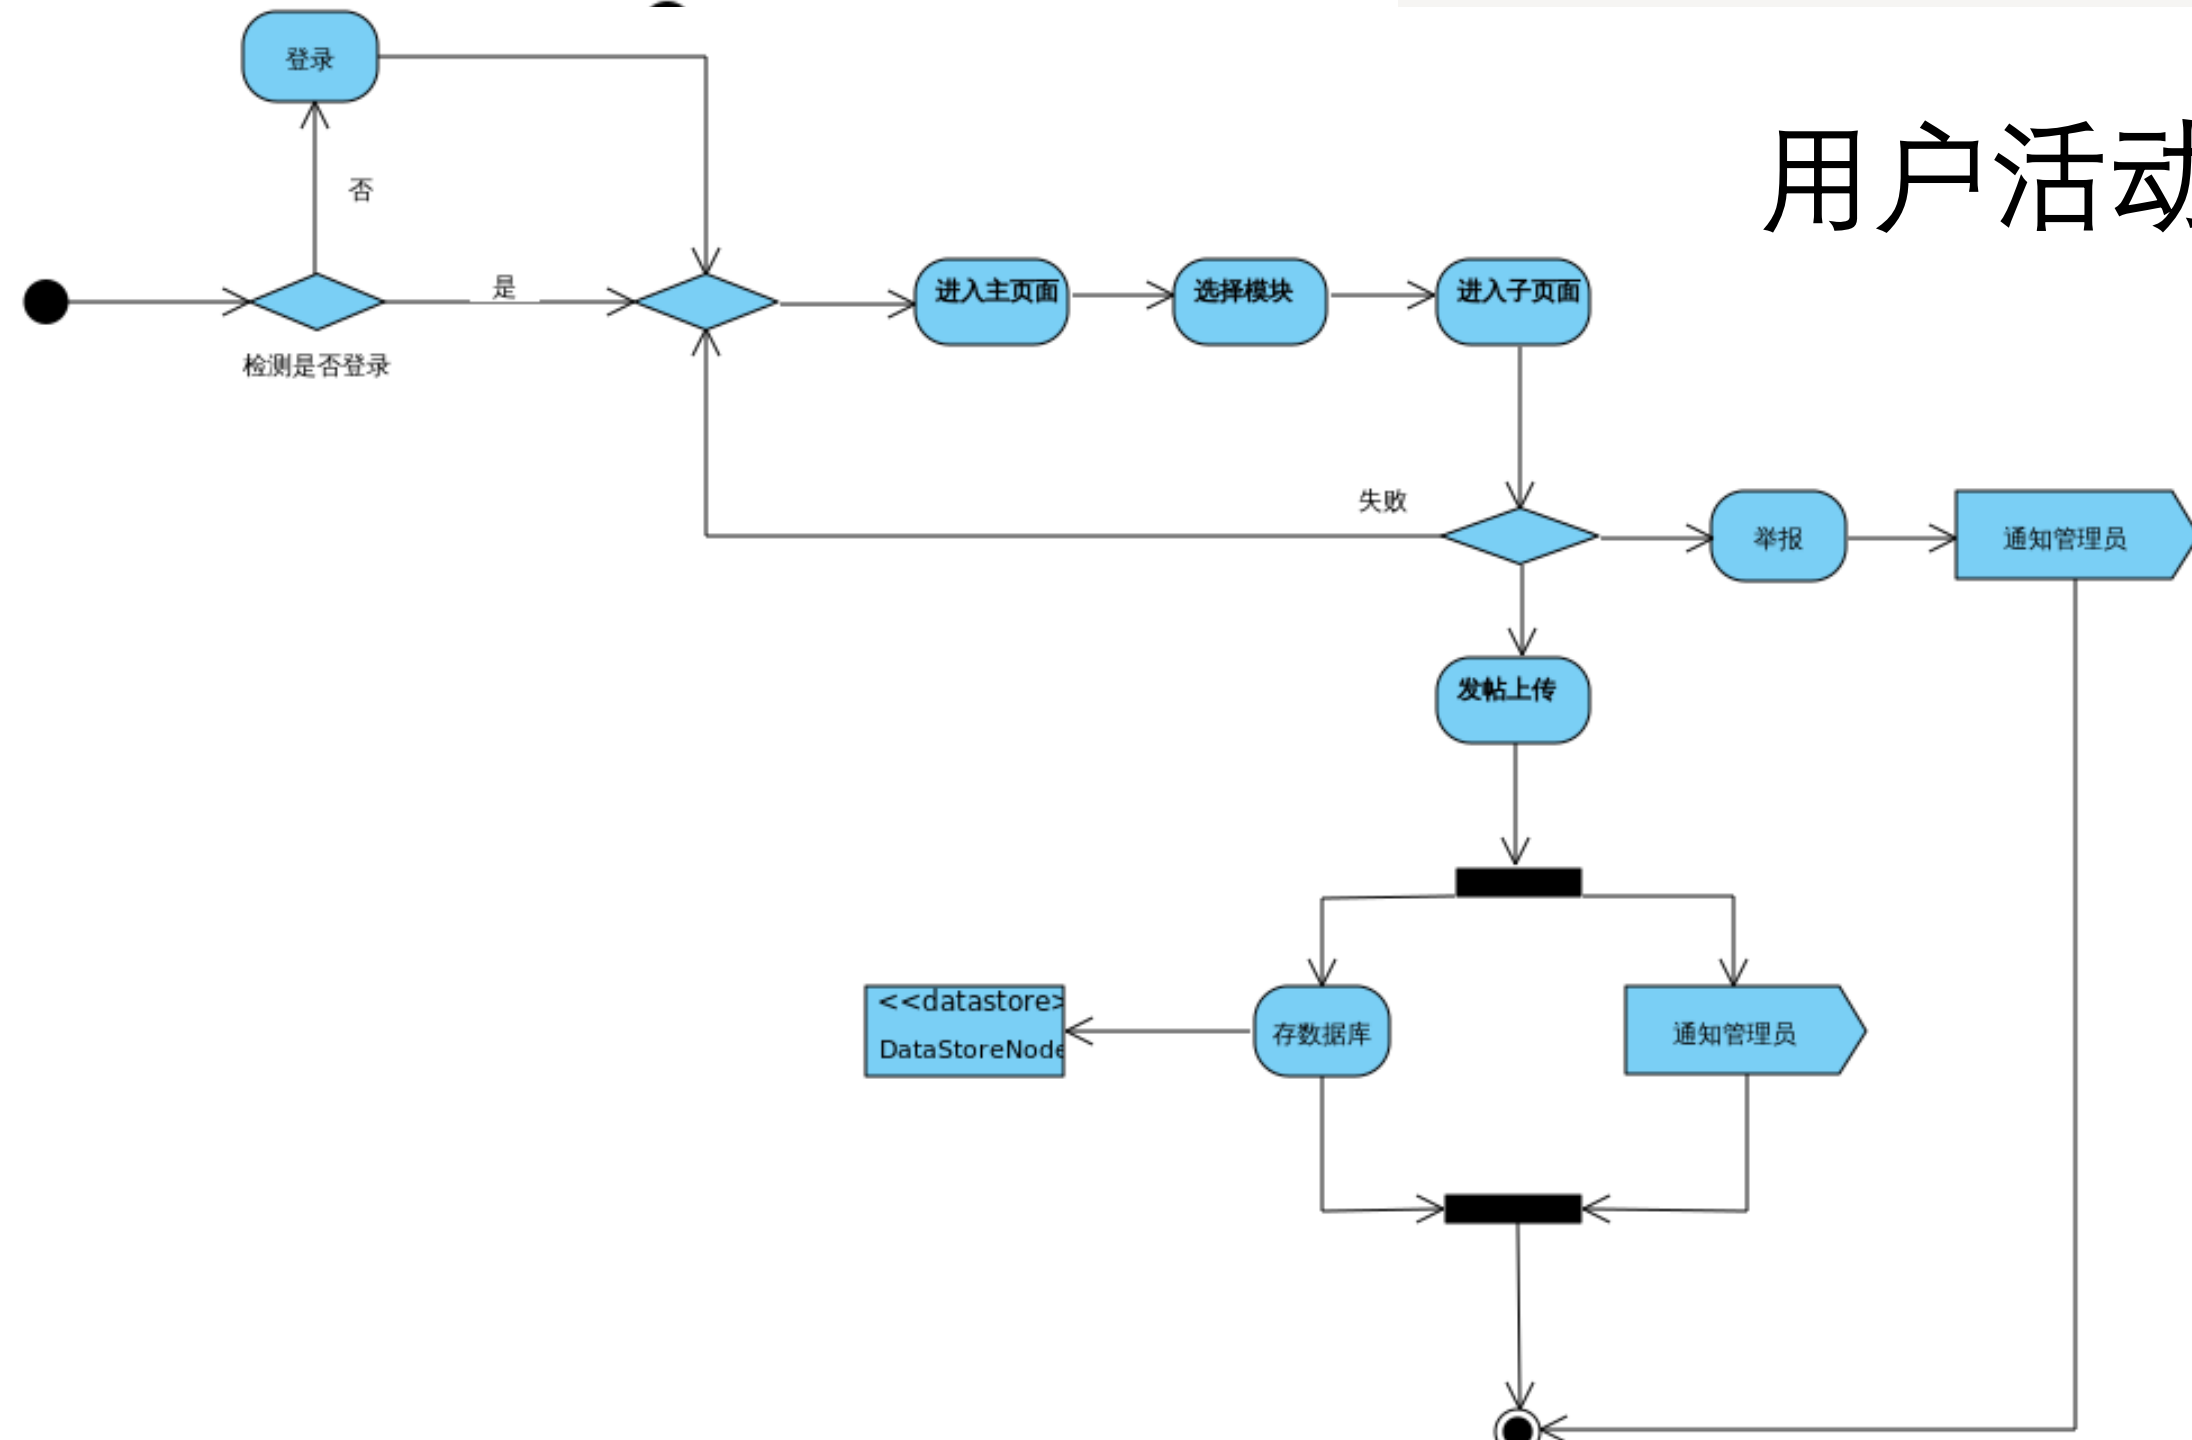 登录
用户活动
否
是
进入主页面
选择模块
进入子页面
检测是否登录
失败
举报
通知管理员
发帖上传
<<datastore>
DataStoreNode
存数据库
通知管理员